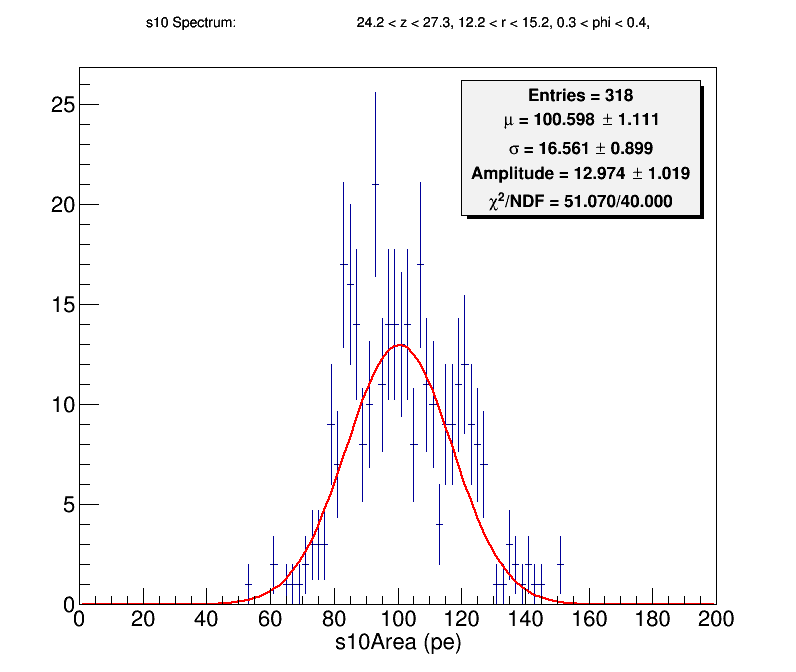 s10 Spectrum: 24.2 < z < 27.3, 12.2 < r < 15.2, 0.3 < phi < 0.4,
Entries = 318
μ = 100.598 ± 1.111
σ = 16.561 ± 0.899
Amplitude = 12.974 ± 1.019
χ²/NDF = 51.070/40.000
25
20
15
10
5
0
0 20 40 60 80 100 120 140 160 180 200
s10Area (pe)